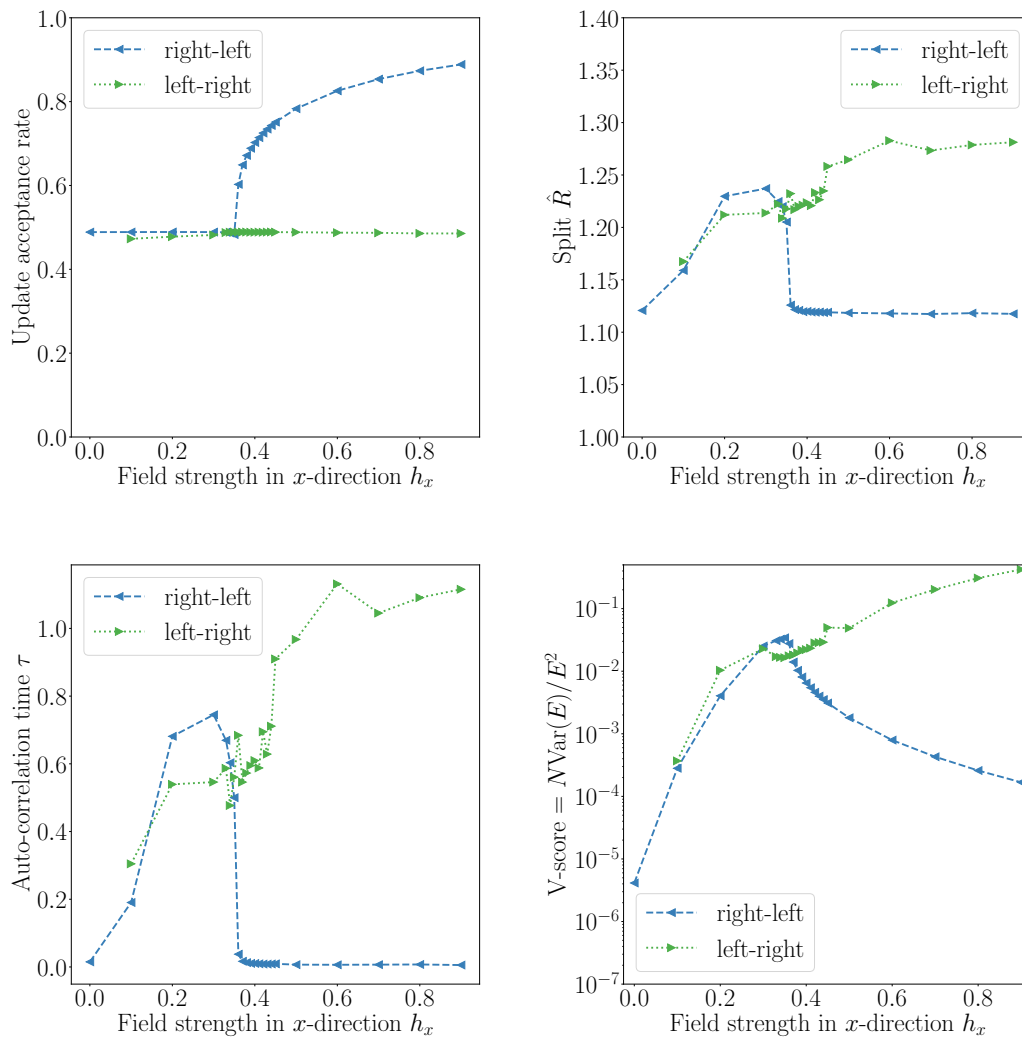 1.0
0.8
0.6
0.4
0.2
0.0
Update acceptance rate
right-left
left-right
0.0 0.2 0.4 0.6 0.8
Field strength in x-direction h_x
1.40
1.35
1.30
1.25
1.20
1.15
1.10
1.05
1.00
Split R̂
right-left
left-right
0.0 0.2 0.4 0.6 0.8
Field strength in x-direction h_x
1.0
0.8
0.6
0.4
0.2
0.0
Auto-correlation time τ
right-left
left-right
0.0 0.2 0.4 0.6 0.8
Field strength in x-direction h_x
10⁻¹
10⁻²
10⁻³
10⁻⁴
10⁻⁵
10⁻⁶
10⁻⁷
V-score = NVar(E)/E²
right-left
left-right
0.0 0.2 0.4 0.6 0.8
Field strength in x-direction h_x